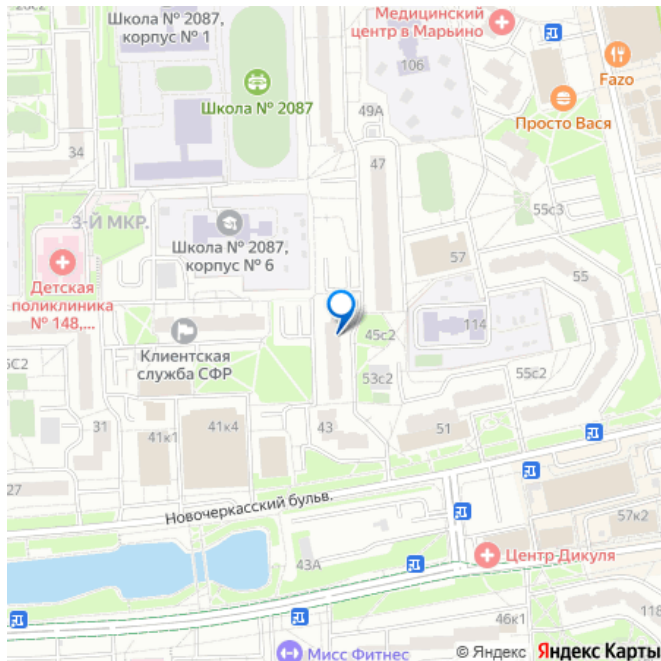 Школа № 2087,
корпус № 1
Медицинский
центр в Марьино
106
Fazo
Школа № 2087
49А
Просто Вася
34
47
3-Й МКР.
55с3
Школа № 2087,
корпус № 6
57
55
Детская
поликлиника
№ 148,...
114
45с2
Клиентская
служба СФР
53с2
55с2
31
41к1
41к4
43
51
27
Новочеркасский бульв.
57к2
43А
Центр Дикуля
46к1
118
Мисс Фитнес
© Яндекс Яндекс Карты